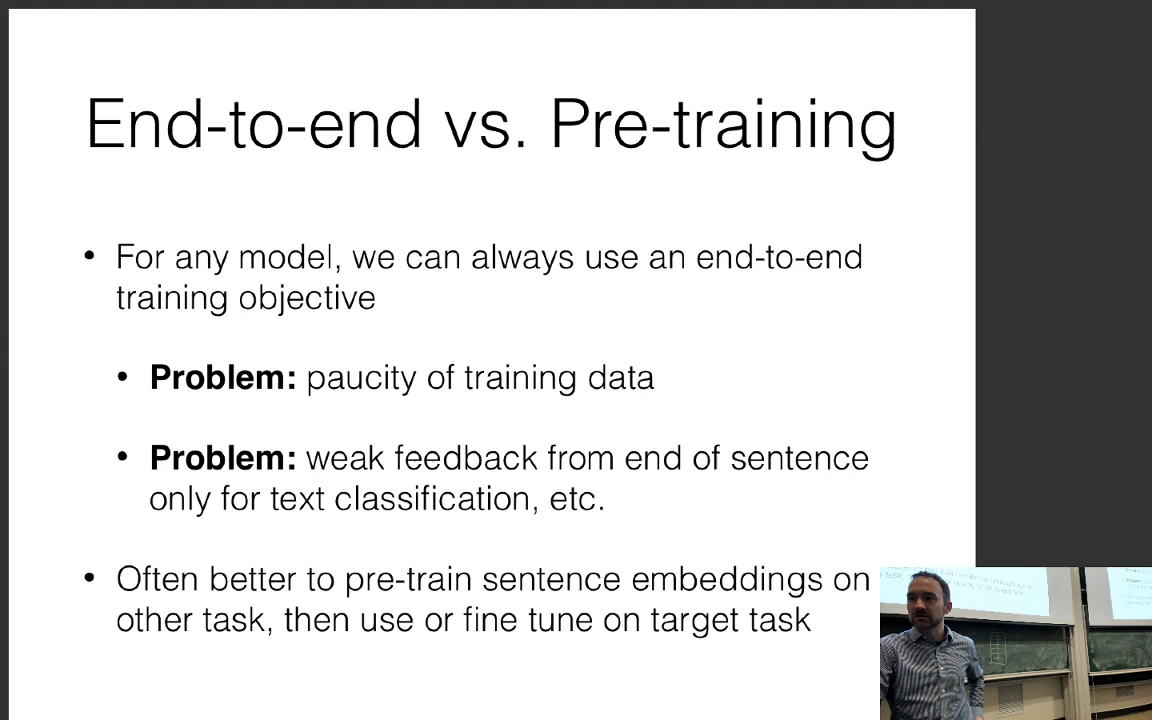 End-to-end vs. Pre-training
• For any model, we can always use an end-to-end
training objective
• Problem: paucity of training data
• Problem: weak feedback from end of sentence
only for text classification, etc.
• Often better to pre-train sentence embeddings on
other task, then use or fine tune on target task